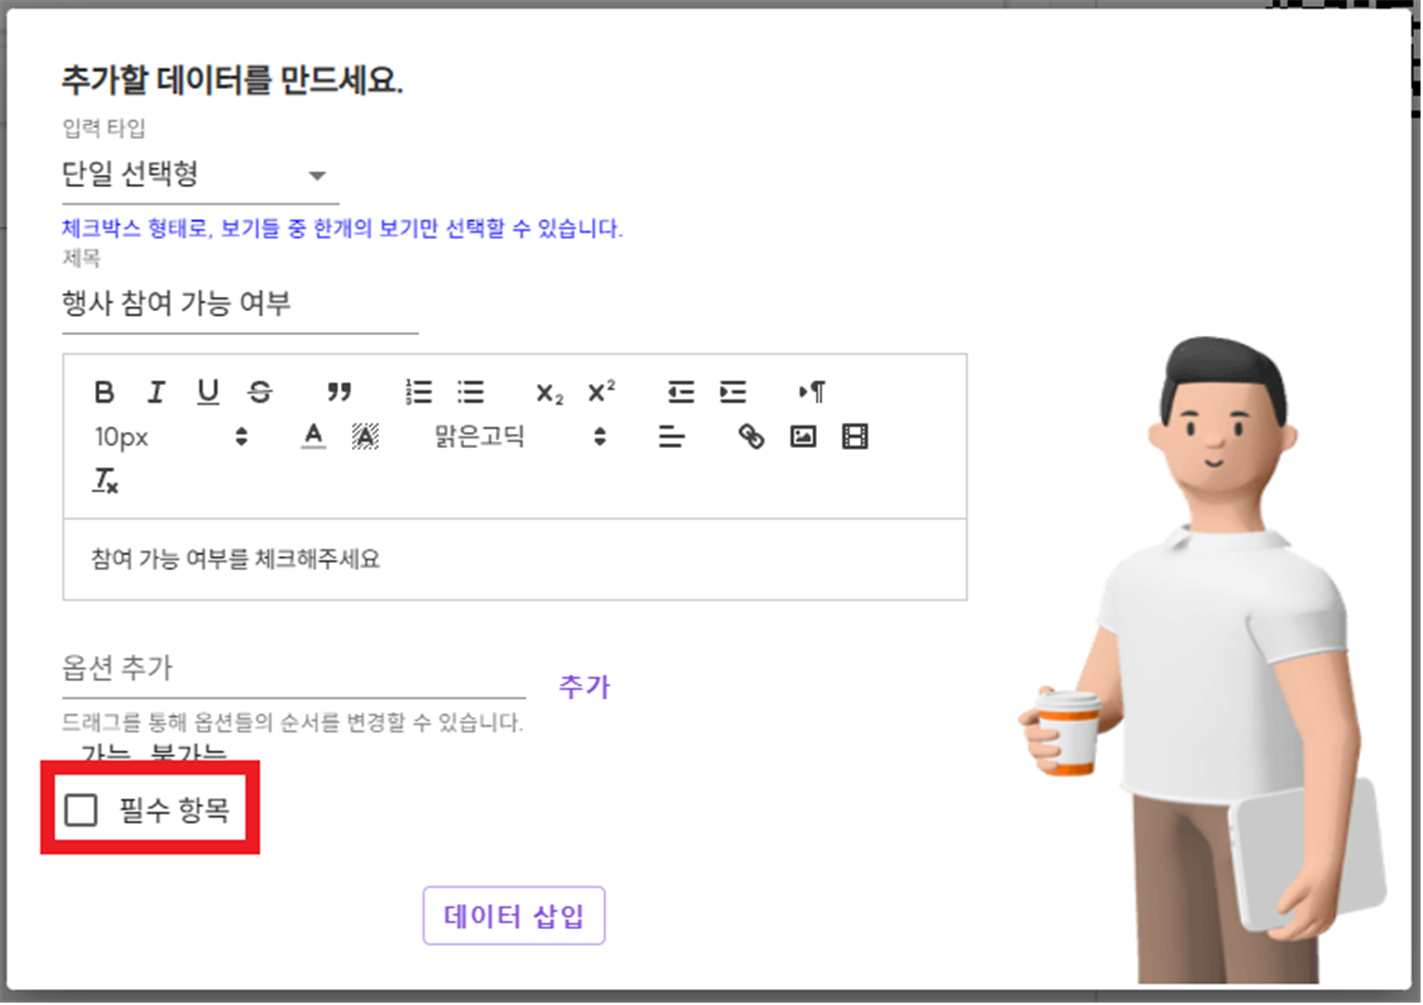 추가할 데이터를 만드세요.
입력 타입
단일 선택형
체크박스 형태로, 보기들 중 한개의 보기만 선택할 수 있습니다.
제목
행사 참여 가능 여부
10px
맑은고딕
참여 가능 여부를 체크해주세요
옵션 추가
추가
드래그를 통해 옵션들의 순서를 변경할 수 있습니다.
가능 불가능
필수 항목
데이터 삽입